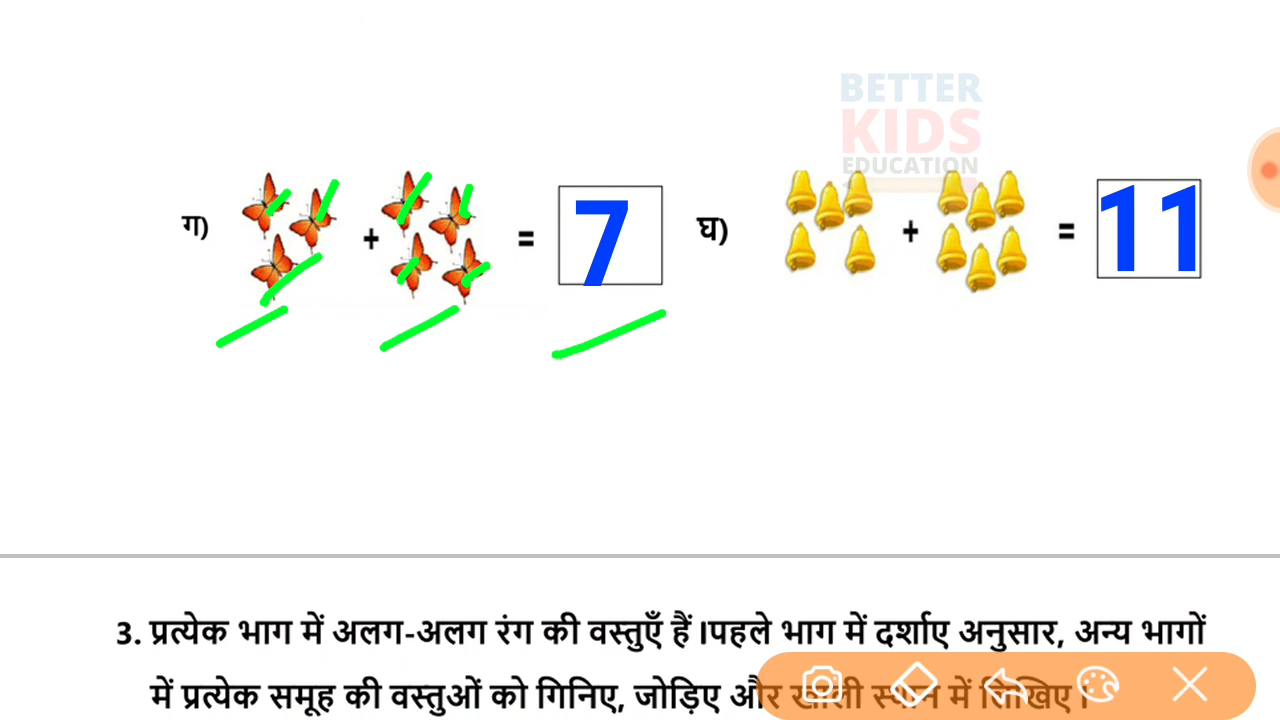 BETTER
KIDS
EDUCATION
ग) + = 7 घ) + = 11
3. प्रत्येक भाग में अलग-अलग रंग की वस्तुएँ हैं ।पहले भाग में दर्शाए अनुसार, अन्य भागों
में प्रत्येक समूह की वस्तुओं को गिनिए, जोड़िए और खाली स्थान में लिखिए ।